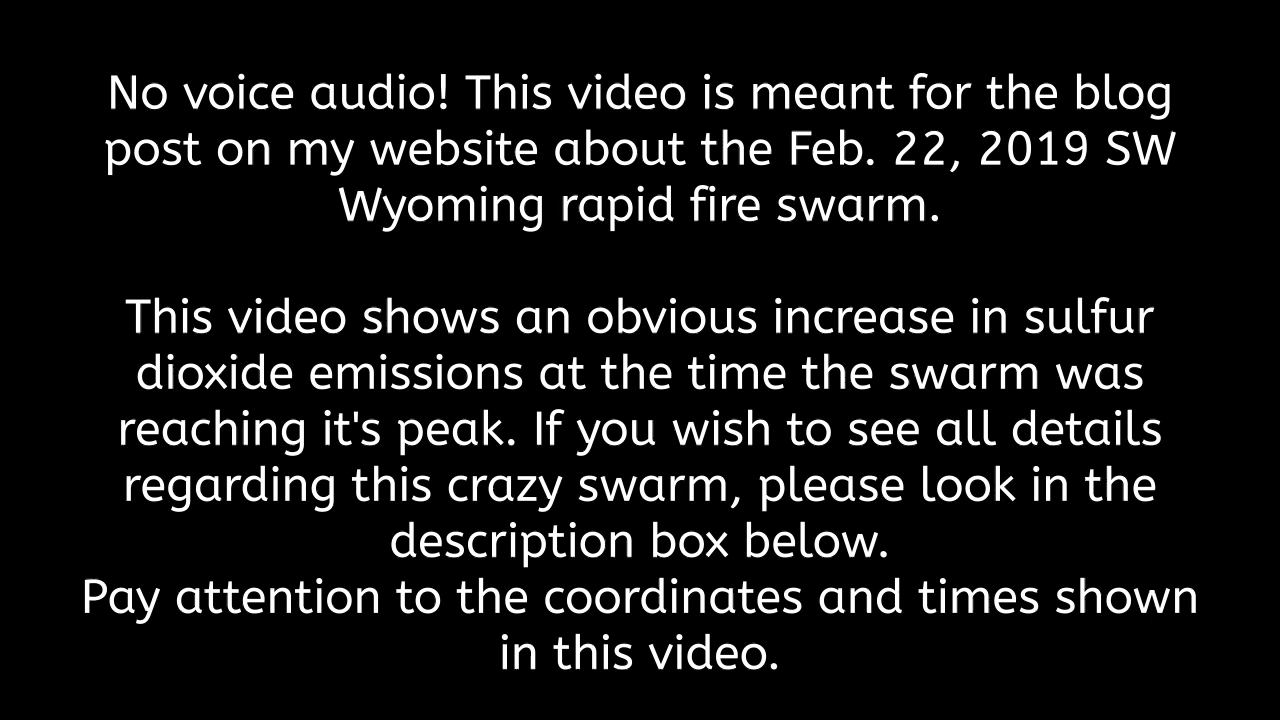 No voice audio! This video is meant for the blog
post on my website about the Feb. 22, 2019 SW
Wyoming rapid fire swarm.
This video shows an obvious increase in sulfur
dioxide emissions at the time the swarm was
reaching it's peak. If you wish to see all details
regarding this crazy swarm, please look in the
description box below.
Pay attention to the coordinates and times shown
in this video.